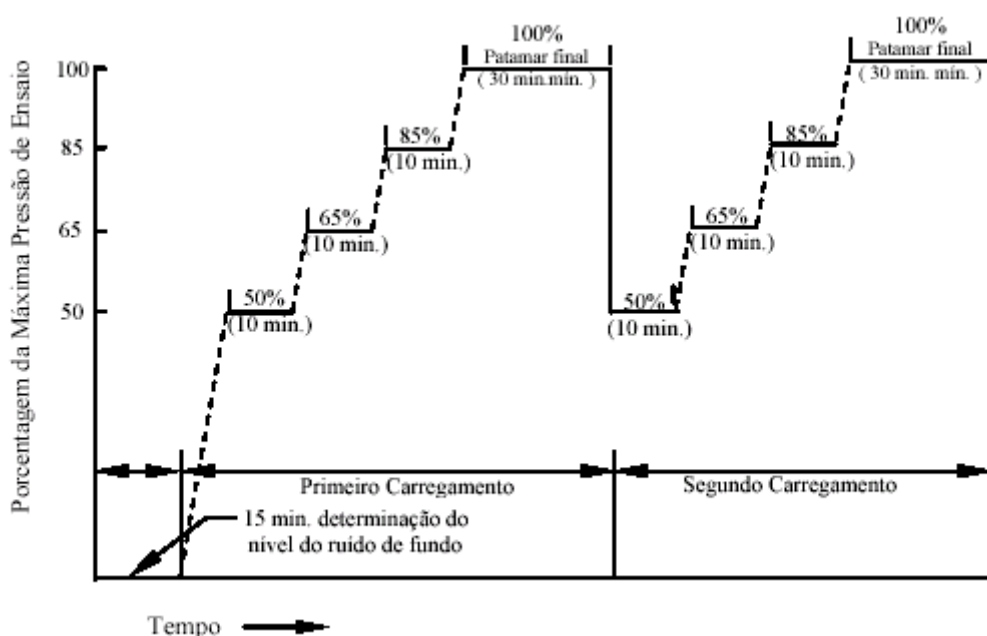 Porcentagem da Máxima Pressão de Ensaio
100
85
65
50
50%
(10 min.)
65%
(10 min.)
85%
(10 min.)
100%
Patamar final
(30 min.mín.)
50%
(10 min.)
65%
(10 min.)
85%
(10 min.)
100%
Patamar final
(30 min. mín.)
Primeiro Carregamento
Segundo Carregamento
15 min. determinação do
nível do ruído de fundo
Tempo